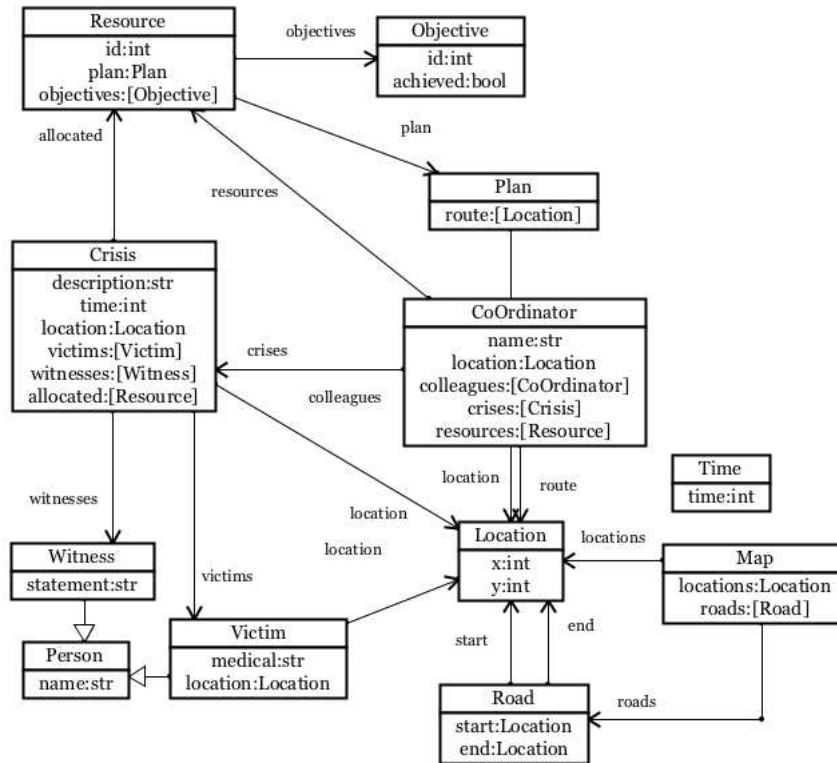 Resource
id:int
plan:Plan
objectives:[Objective]
objectives
Objective
id:int
achieved:bool
allocated
plan
resources
Plan
route:[Location]
Crisis
description:str
time:int
location:Location
victims:[Victim]
witnesses:[Witness]
allocated:[Resource]
crises
colleagues
CoOrdinator
name:str
location:Location
colleagues:[CoOrdinator]
crises:[Crisis]
resources:[Resource]
Time
time:int
location
route
witnesses
location
location
victims
Witness
statement:str
Location
x:int
y:int
locations
Map
locations:Location
roads:[Road]
Person
name:str
Victim
medical:str
location:Location
start
end
Road
start:Location
end:Location
roads